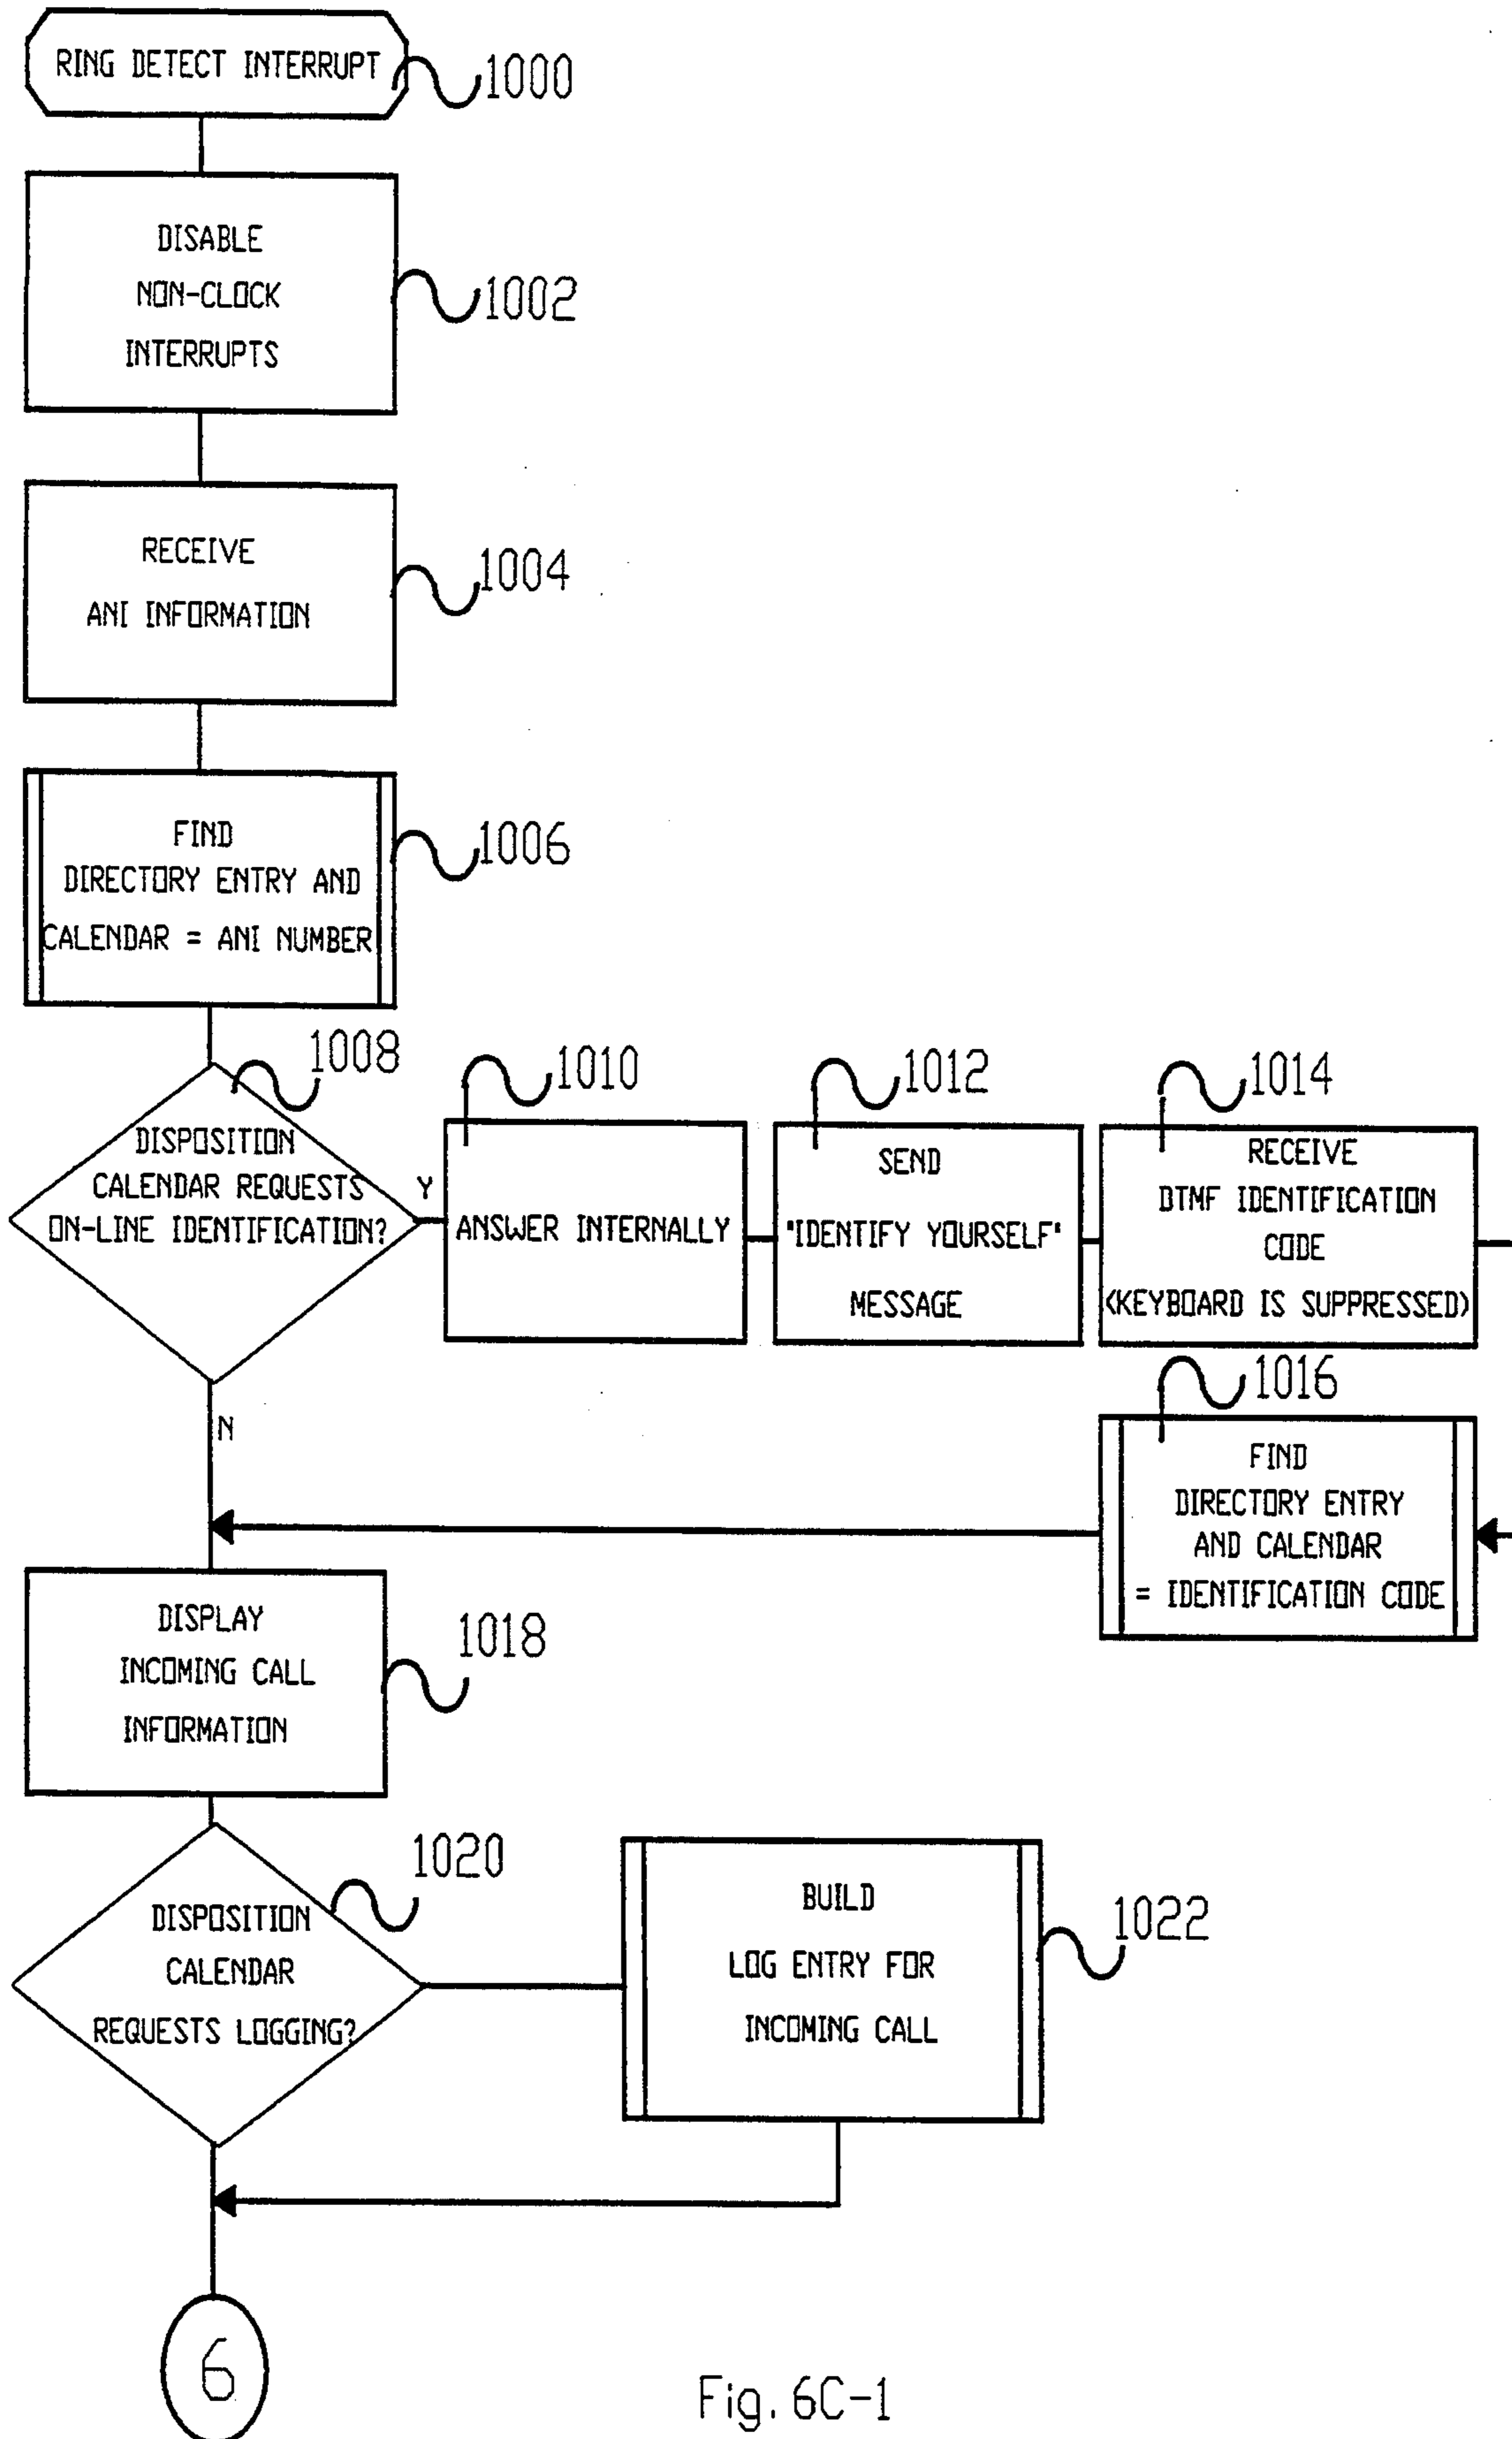 RING DETECT INTERRUPT
1000
DISABLE
NON-CLOCK
INTERRUPTS
1002
RECEIVE
ANI INFORMATION
1004
FIND
DIRECTORY ENTRY AND
CALENDAR = ANI NUMBER
1006
1008
DISPOSITION
CALENDAR REQUESTS
ON-LINE IDENTIFICATION?
Y
N
1010
ANSWER INTERNALLY
1012
SEND
"IDENTIFY YOURSELF"
MESSAGE
1014
RECEIVE
DTMF IDENTIFICATION
CODE
(KEYBOARD IS SUPPRESSED)
1016
FIND
DIRECTORY ENTRY
AND CALENDAR
= IDENTIFICATION CODE
DISPLAY
INCOMING CALL
INFORMATION
1018
1020
DISPOSITION
CALENDAR
REQUESTS LOGGING?
BUILD
LOG ENTRY FOR
INCOMING CALL
1022
6
Fig. 6C-1